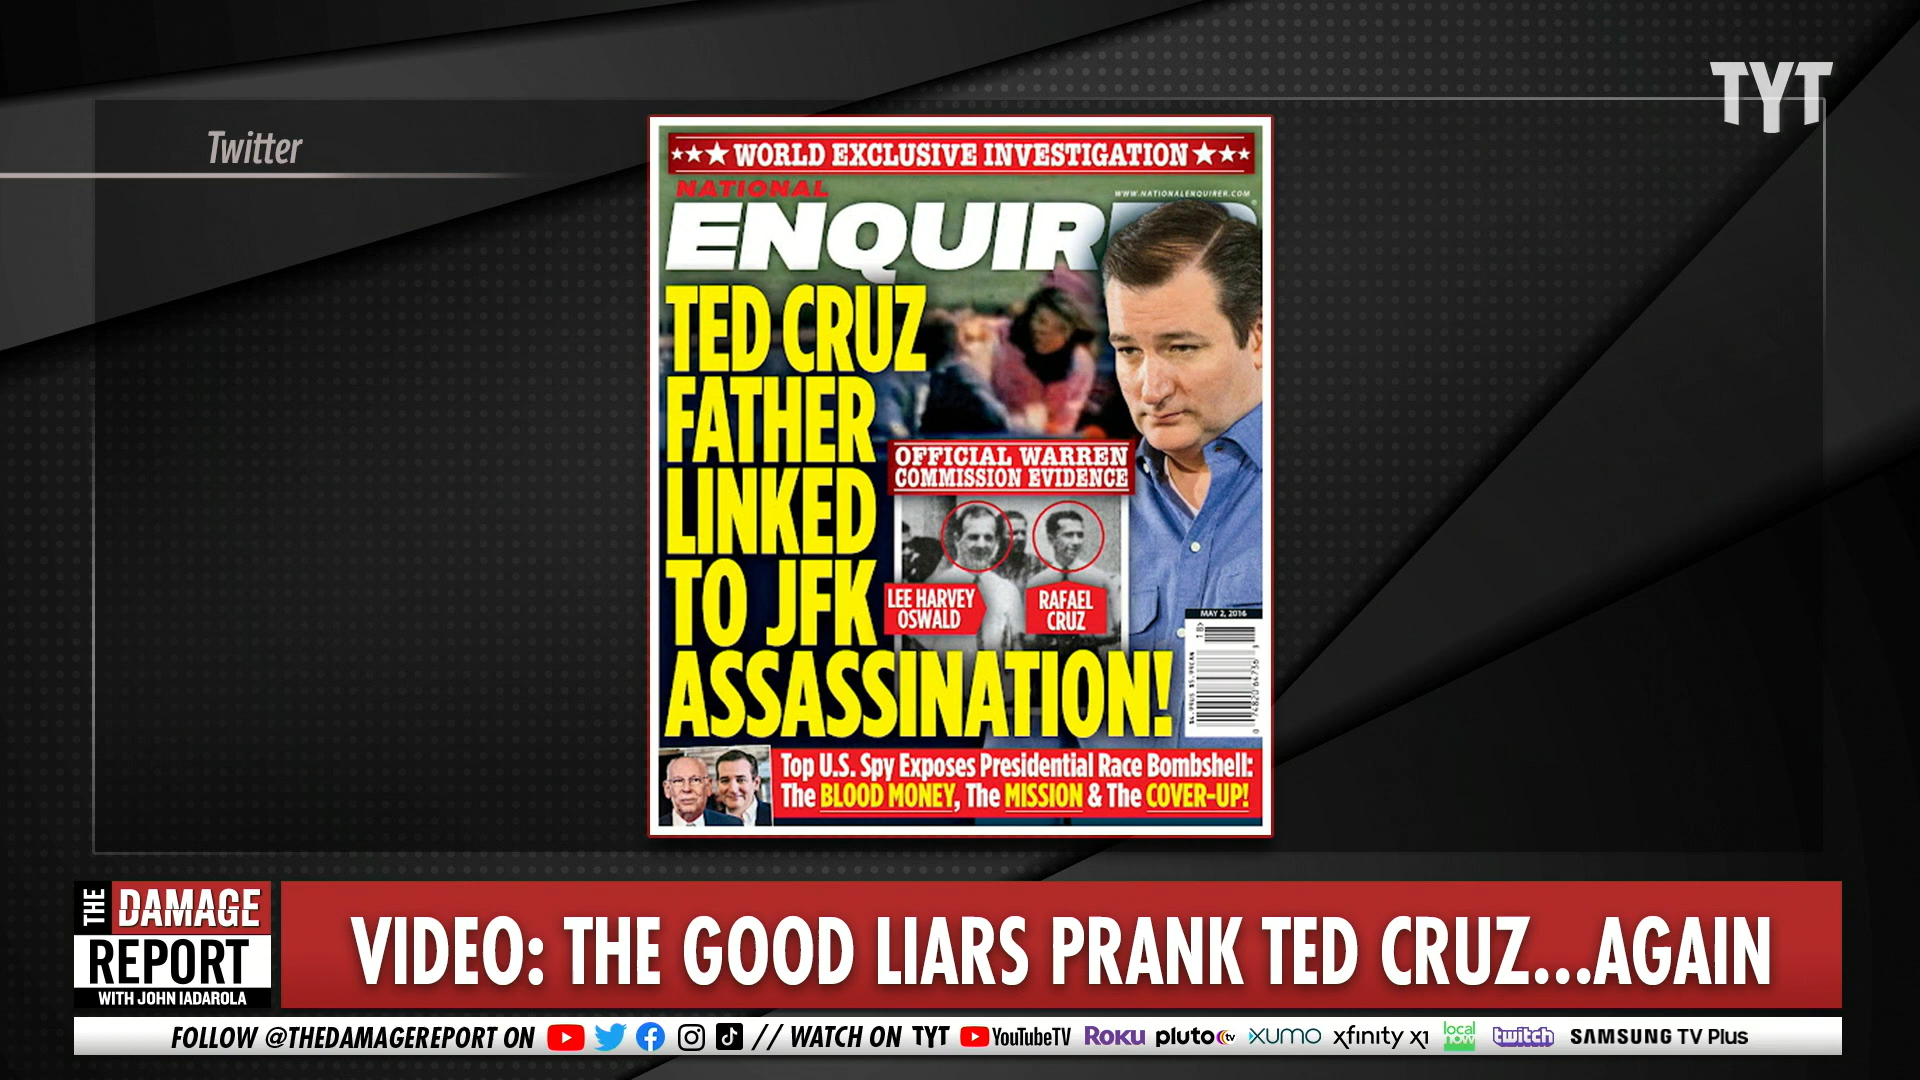 TYT
Twitter
WORLD EXCLUSIVE INVESTIGATION
NATIONAL
WWW.NATIONALENQUIRER.COM
ENQUIR
TED CRUZ
FATHER
LINKED
TO JFK
ASSASSINATION!
OFFICIAL WARREN
COMMISSION EVIDENCE
LEE HARVEY
OSWALD
RAFAEL
CRUZ
MAY 2, 2016
Top U.S. Spy Exposes Presidential Race Bombshell:
The BLOOD MONEY, The MISSION & The COVER-UP!
THE
DAMAGE
REPORT
WITH JOHN IADAROLA
VIDEO: THE GOOD LIARS PRANK TED CRUZ...AGAIN
FOLLOW @THEDAMAGEREPORT ON // WATCH ON TYT YouTubeTV ROKU pluto tv XUMO xfinity X1 local now twitch SAMSUNG TV Plus